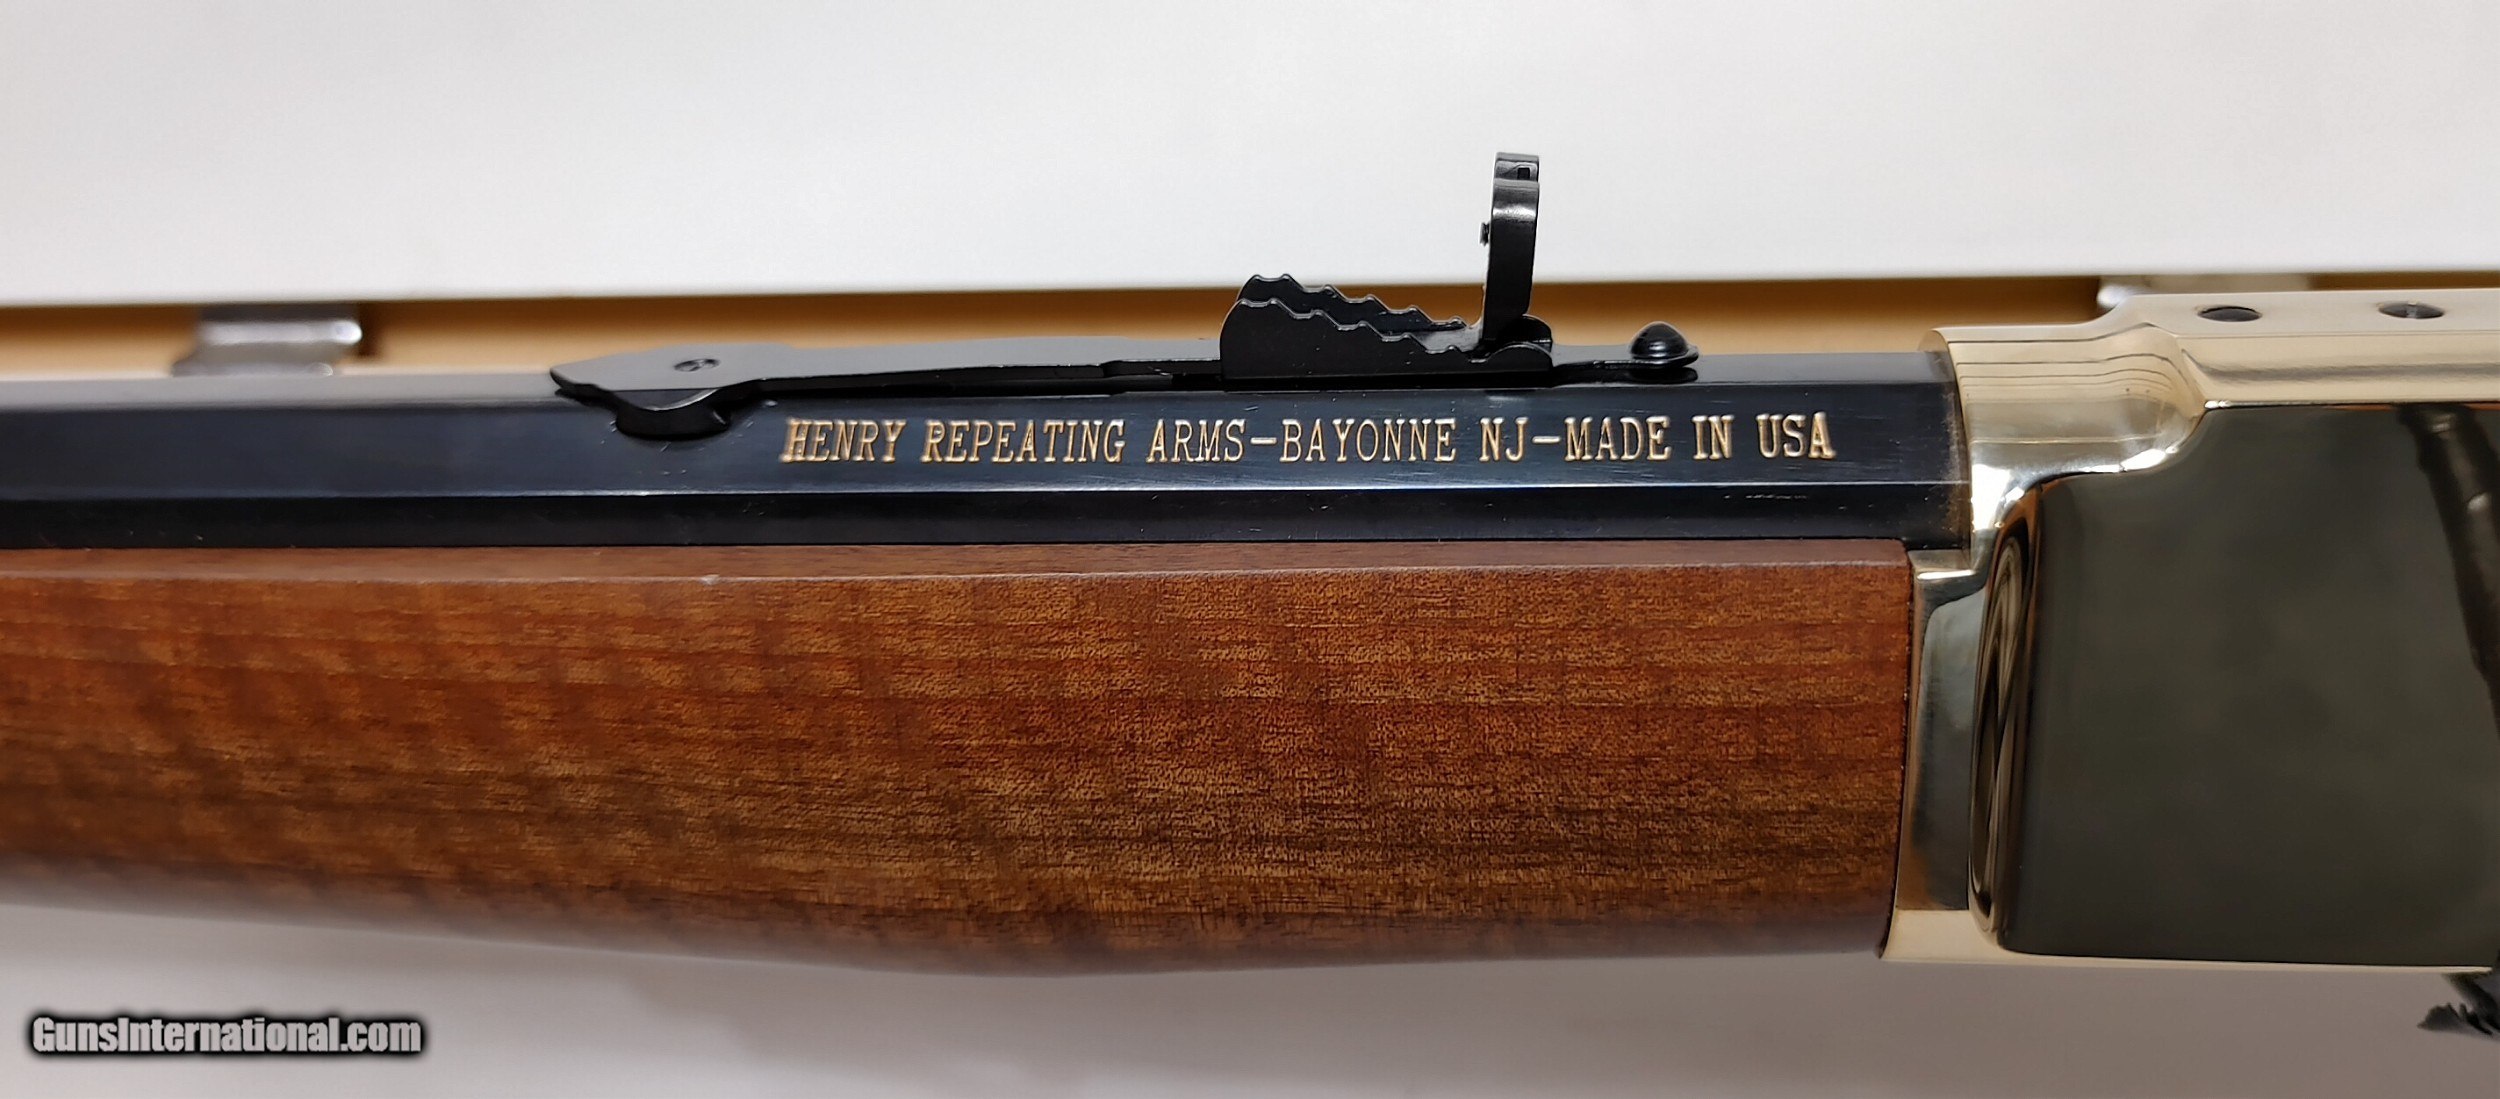 HENRY REPEATING ARMS-BAYONNE NJ-MADE IN USA
GunsInternational.com